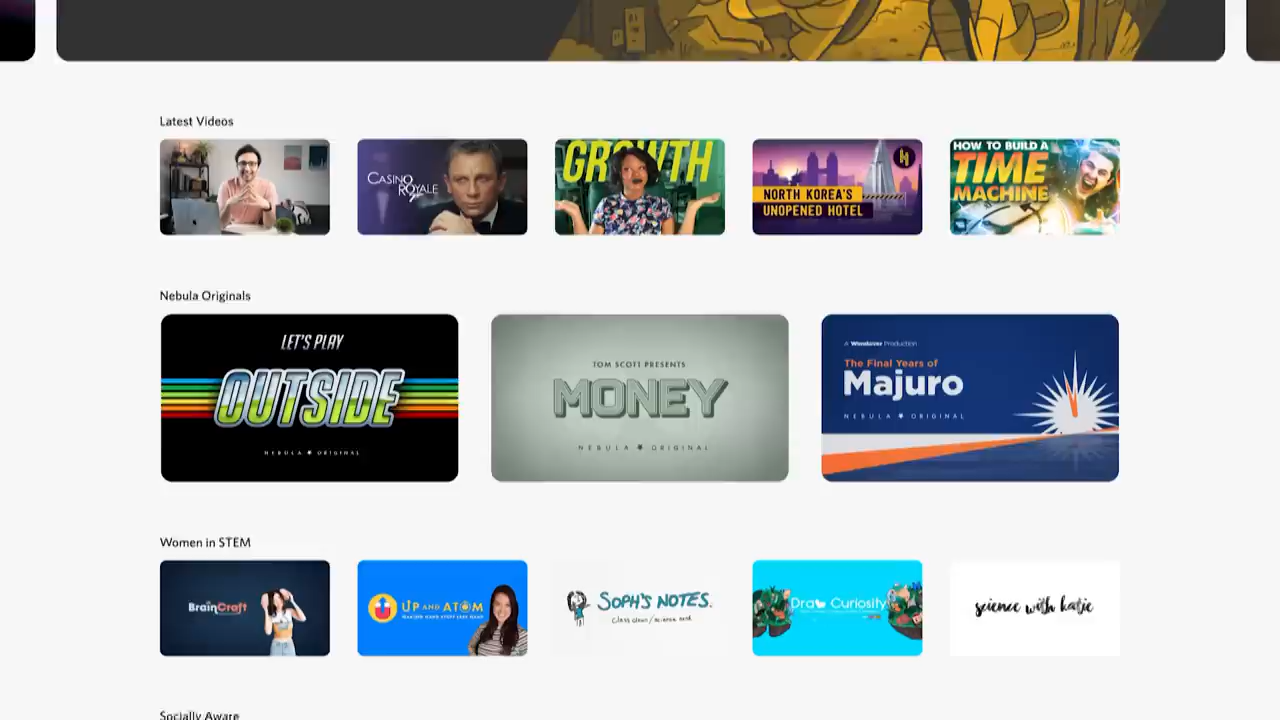 Latest Videos
CASINO
ROYALE
GROWTH
NORTH KOREA'S
UNOPENED HOTEL
HOW TO BUILD A
TIME
MACHINE
Nebula Originals
LET'S PLAY
OUTSIDE
NEBULA ORIGINAL
TOM SCOTT PRESENTS
MONEY
NEBULA ORIGINAL
A Wendover Production
The Final Years of
Majuro
NEBULA ORIGINAL
Women in STEM
BrainCraft
UP AND ATOM
SOPH'S NOTES.
Draw Curiosity
science with katie
Socially Aware